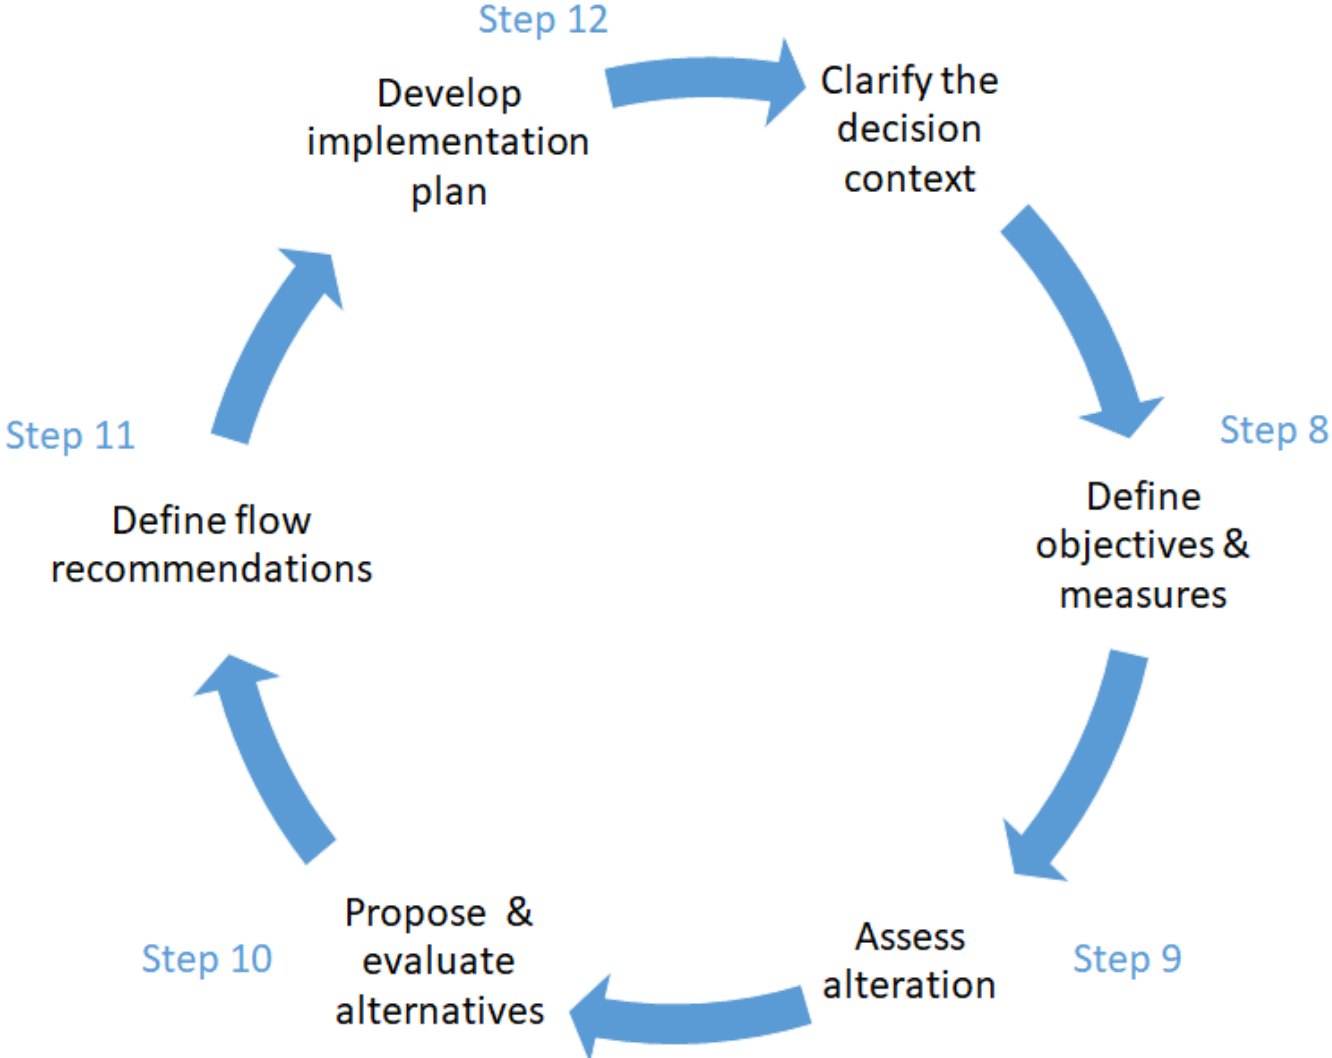 Step 12
Develop
implementation
plan
Clarify the
decision
context
Step 8
Define
objectives &
measures
Step 9
Assess
alteration
Step 10
Propose & 
evaluate
alternatives
Step 11
Define flow
recommendations